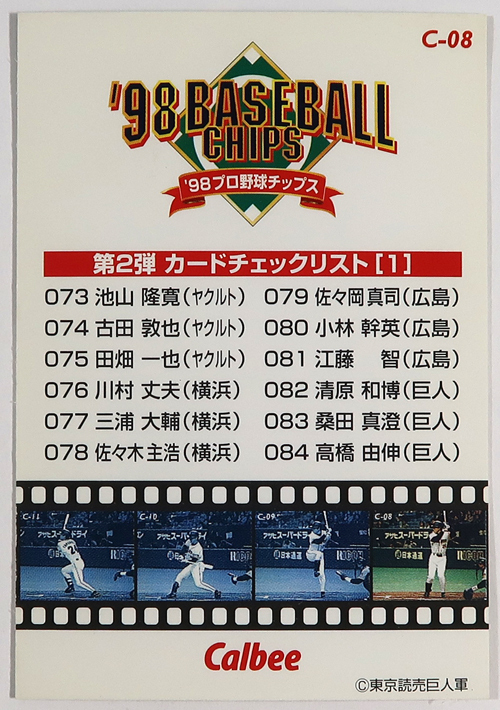 C-08
'98 BASEBALL
CHIPS
'98プロ野球チップス
第2弾 カードチェックリスト[1]
073 池山 隆寛(ヤクルト)
074 古田 敦也(ヤクルト)
075 田畑 一也(ヤクルト)
076 川村 丈夫(横浜)
077 三浦 大輔(横浜)
078 佐々木 主浩(横浜)
079 佐々岡 真司(広島)
080 小林 幹英(広島)
081 江藤 智(広島)
082 清原 和博(巨人)
083 桑田 真澄(巨人)
084 高橋 由伸(巨人)
C-11 C-10 C-09 C-08
Calbee
©東京読売巨人軍